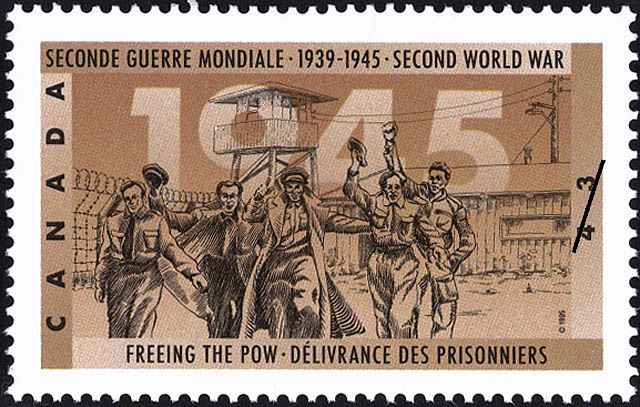 SECONDE GUERRE MONDIALE · 1939-1945 · SECOND WORLD WAR
1945
CANADA
43
© 1995
FREEING THE POW · DÉLIVRANCE DES PRISONNIERS